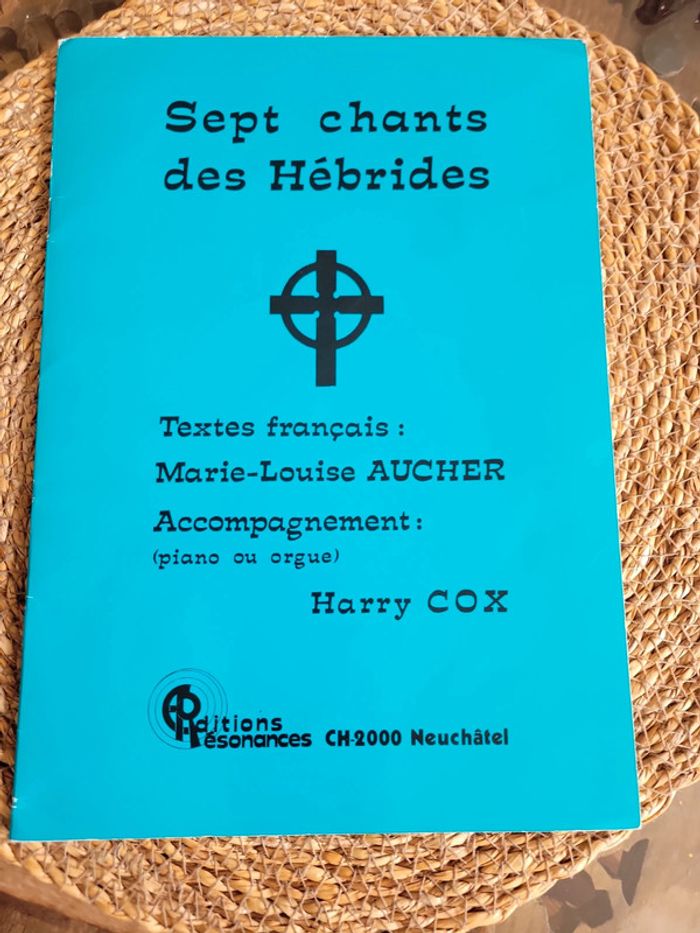 Sept chants
des Hébrides
Textes français :
Marie-Louise AUCHER
Accompagnement :
(piano ou orgue)
Harry COX
Editions
Résonances CH-2000 Neuchâtel